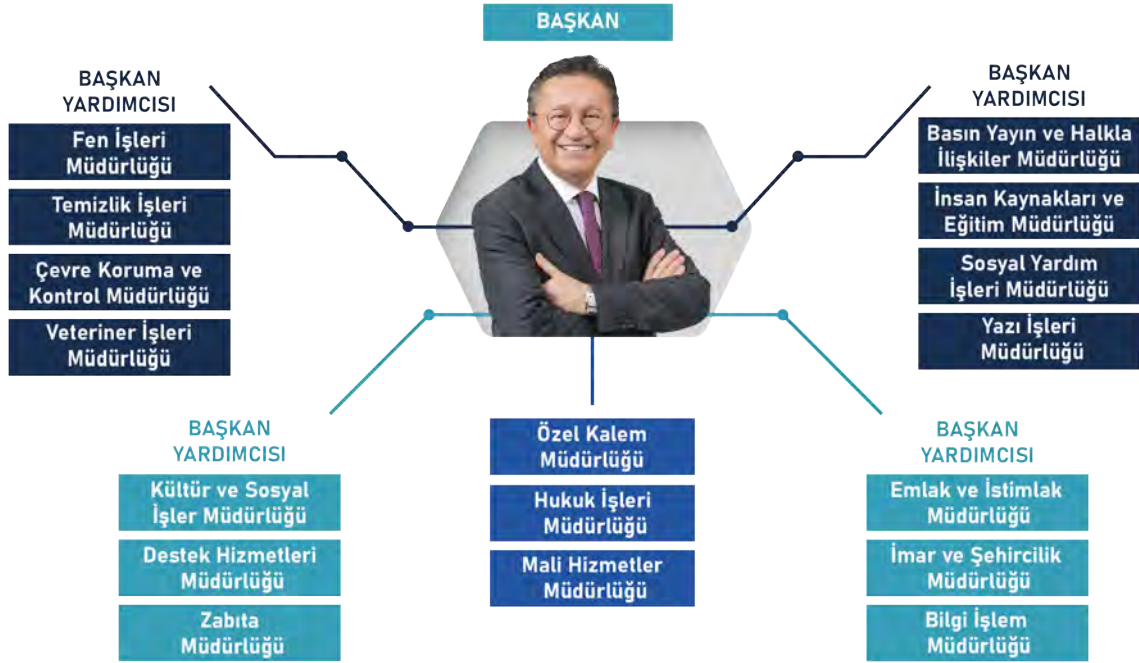 BAŞKAN
BAŞKAN
YARDIMCISI
Fen İşleri
Müdürlüğü
Temizlik İşleri
Müdürlüğü
Çevre Koruma ve
Kontrol Müdürlüğü
Veteriner İşleri
Müdürlüğü
BAŞKAN
YARDIMCISI
Basın Yayın ve Halkla
İlişkiler Müdürlüğü
İnsan Kaynakları ve
Eğitim Müdürlüğü
Sosyal Yardım
İşleri Müdürlüğü
Yazı İşleri
Müdürlüğü
BAŞKAN
YARDIMCISI
Kültür ve Sosyal
İşler Müdürlüğü
Destek Hizmetleri
Müdürlüğü
Zabıta
Müdürlüğü
Özel Kalem
Müdürlüğü
Hukuk İşleri
Müdürlüğü
Mali Hizmetler
Müdürlüğü
BAŞKAN
YARDIMCISI
Emlak ve İstimlak
Müdürlüğü
İmar ve Şehircilik
Müdürlüğü
Bilgi İşlem
Müdürlüğü